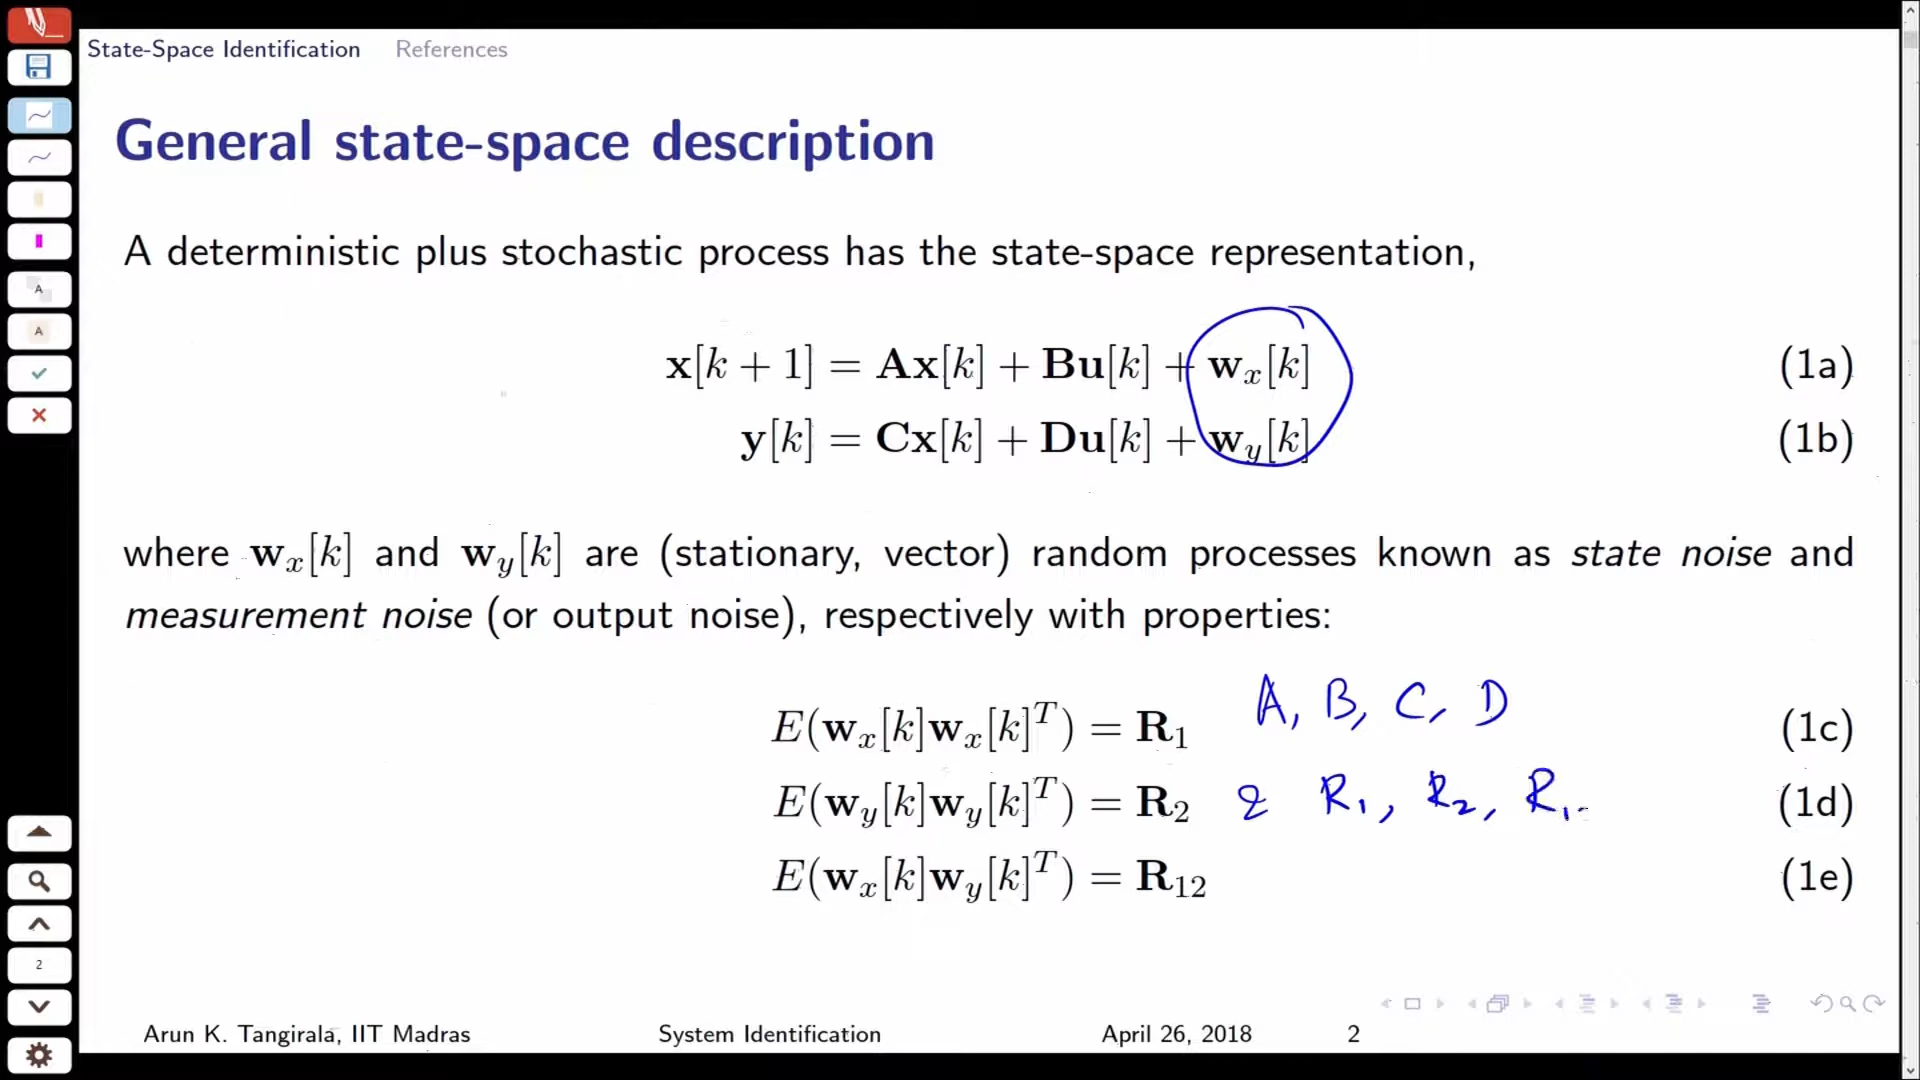 State-Space Identification References
General state-space description
A deterministic plus stochastic process has the state-space representation,
x[k + 1] = Ax[k] + Bu[k] + w_x[k] (1a)
y[k] = Cx[k] + Du[k] + w_y[k] (1b)
where w_x[k] and w_y[k] are (stationary, vector) random processes known as state noise and
measurement noise (or output noise), respectively with properties:
A, B, C, D
E(w_x[k]w_x[k]^T) = R_1 (1c)
E(w_y[k]w_y[k]^T) = R_2 & R_1, R_2, R_1 (1d)
E(w_x[k]w_y[k]^T) = R_12 (1e)
2
Arun K. Tangirala, IIT Madras System Identification April 26, 2018 2